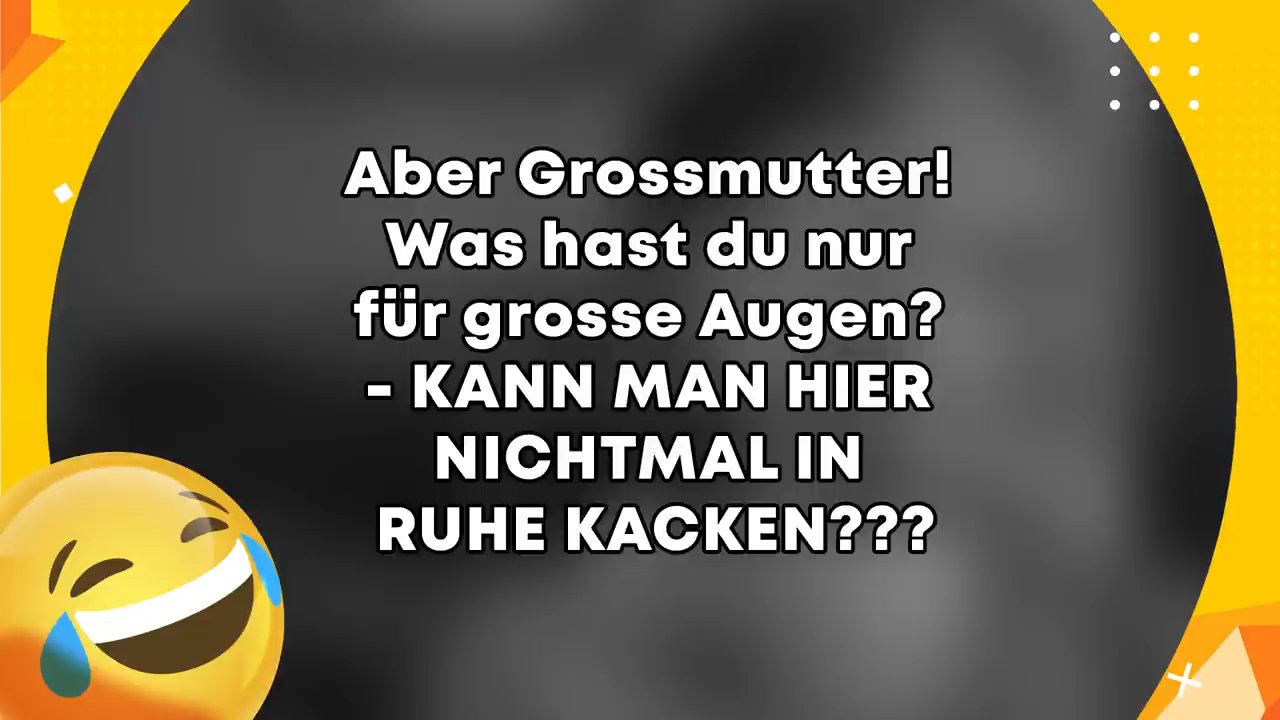 Aber Grossmutter!
Was hast du nur
für grosse Augen?
- KANN MAN HIER
NICHTMAL IN
RUHE KACKEN???